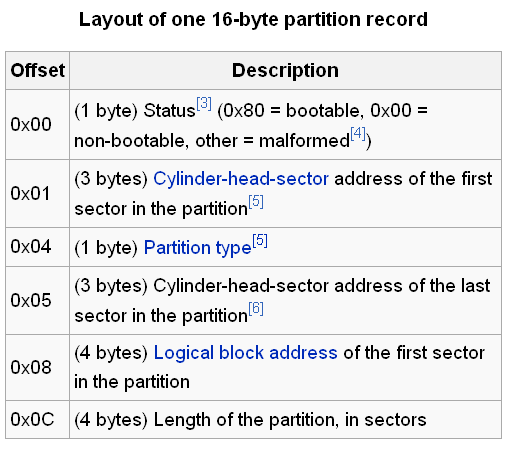 Layout of one 16-byte partition record
Offset Description
0x00 (1 byte) Status[3] (0x80 = bootable, 0x00 =
non-bootable, other = malformed[4])
0x01 (3 bytes) Cylinder-head-sector address of the first
sector in the partition[5]
0x04 (1 byte) Partition type[5]
0x05 (3 bytes) Cylinder-head-sector address of the last
sector in the partition[6]
0x08 (4 bytes) Logical block address of the first sector
in the partition
0x0C (4 bytes) Length of the partition, in sectors